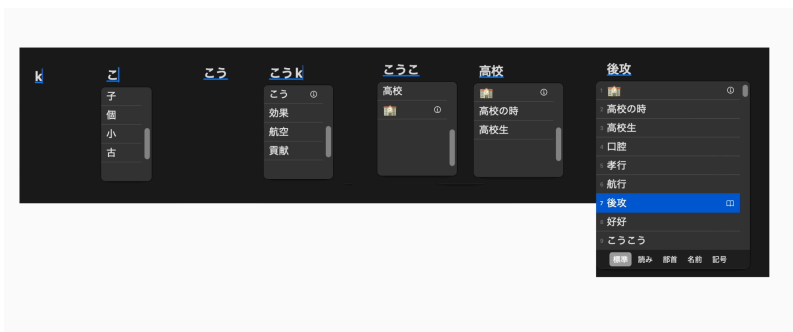 k
こ
子
個
小
古
こう
こうk
こう
効果
航空
貢献
こうこ
高校
🏫
高校
🏫
高校の時
高校生
後攻
1 🏫
2 高校の時
3 高校生
4 口腔
5 孝行
6 航行
7 後攻
8 好好
9 こうこう
標準 読み 部首 名前 記号